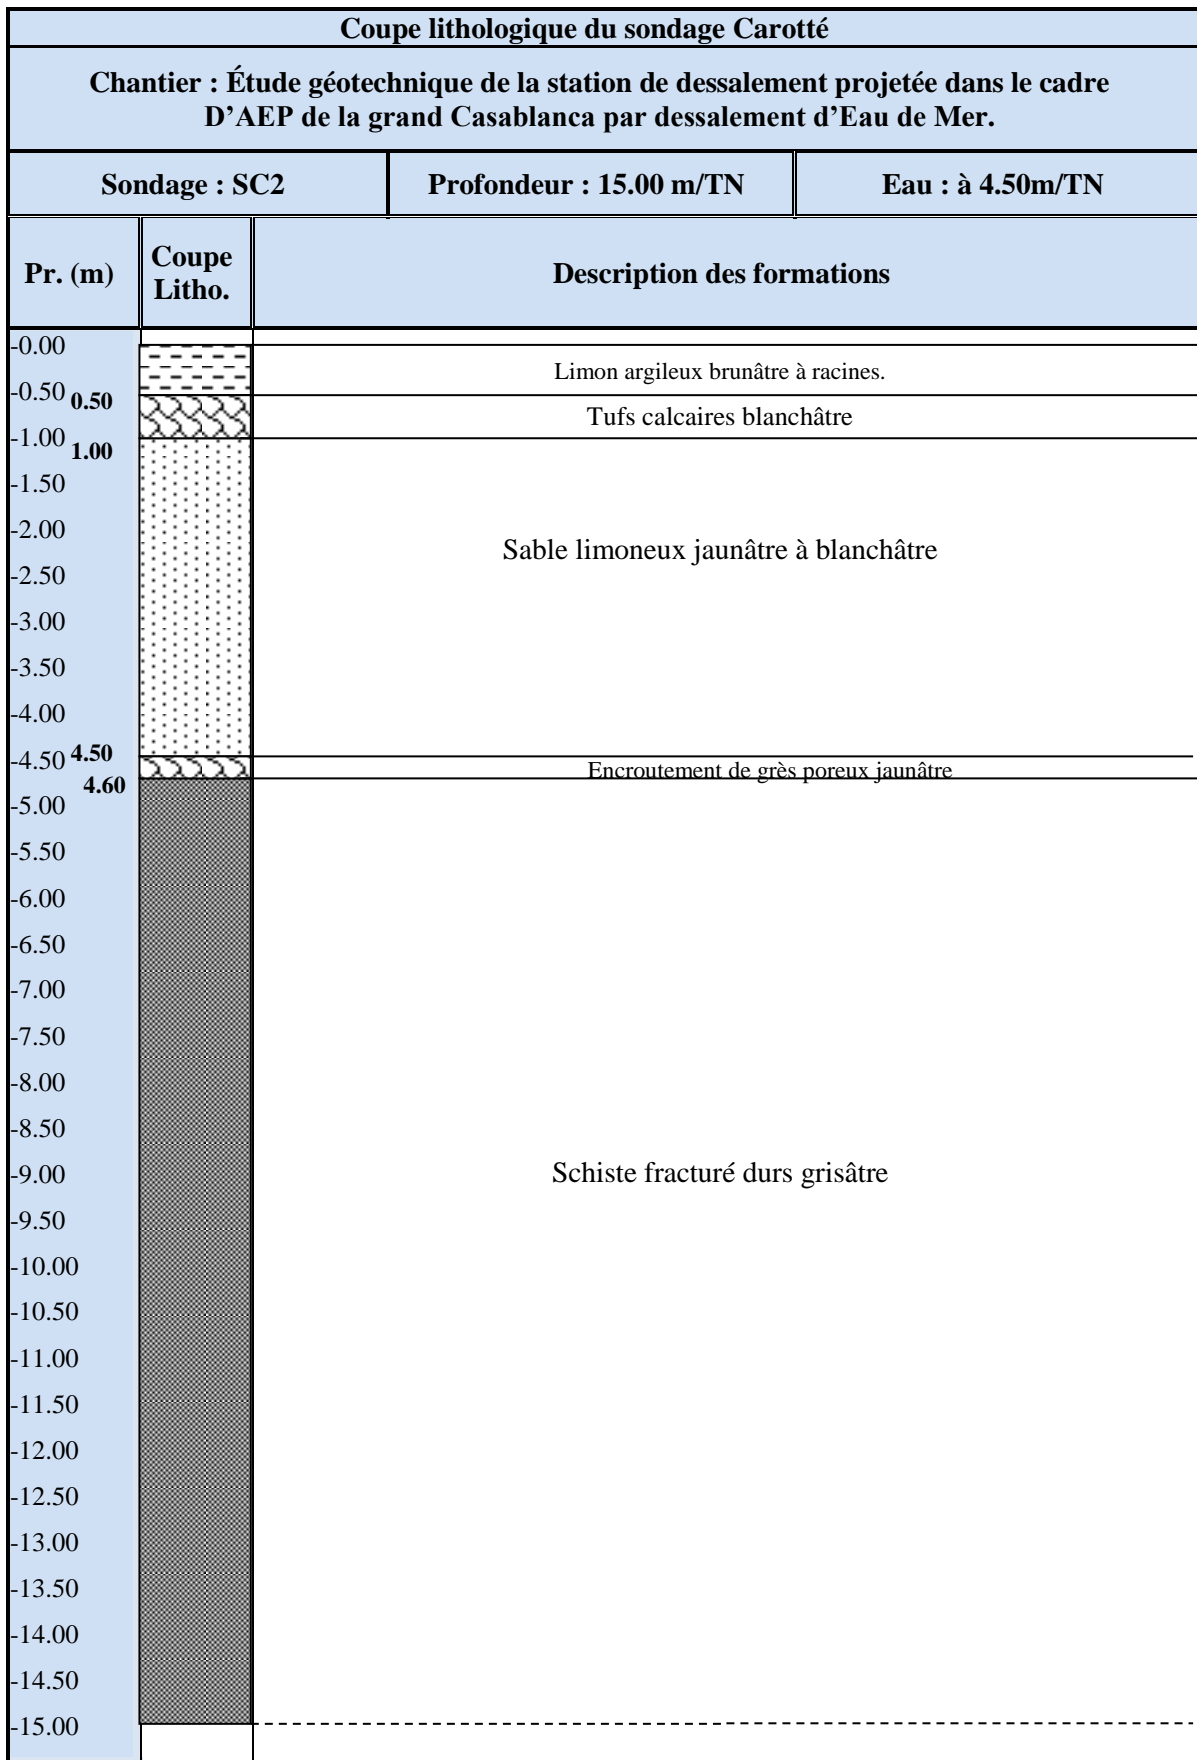 Coupe lithologique du sondage Carotté
Chantier : Étude géotechnique de la station de dessalement projetée dans le cadre
D’AEP de la grand Casablanca par dessalement d’Eau de Mer.
Sondage : SC2
Profondeur : 15.00 m/TN
Eau : à 4.50m/TN
Pr. (m)
Coupe
Litho.
Description des formations
-0.00
Limon argileux brunâtre à racines.
-0.50
0.50
Tufs calcaires blanchâtre
-1.00
1.00
-1.50
-2.00
Sable limoneux jaunâtre à blanchâtre
-2.50
-3.00
-3.50
-4.00
-4.50
4.50
Encroutement de grès poreux jaunâtre
4.60
-5.00
-5.50
-6.00
-6.50
-7.00
-7.50
-8.00
-8.50
-9.00
Schiste fracturé durs grisâtre
-9.50
-10.00
-10.50
-11.00
-11.50
-12.00
-12.50
-13.00
-13.50
-14.00
-14.50
-15.00